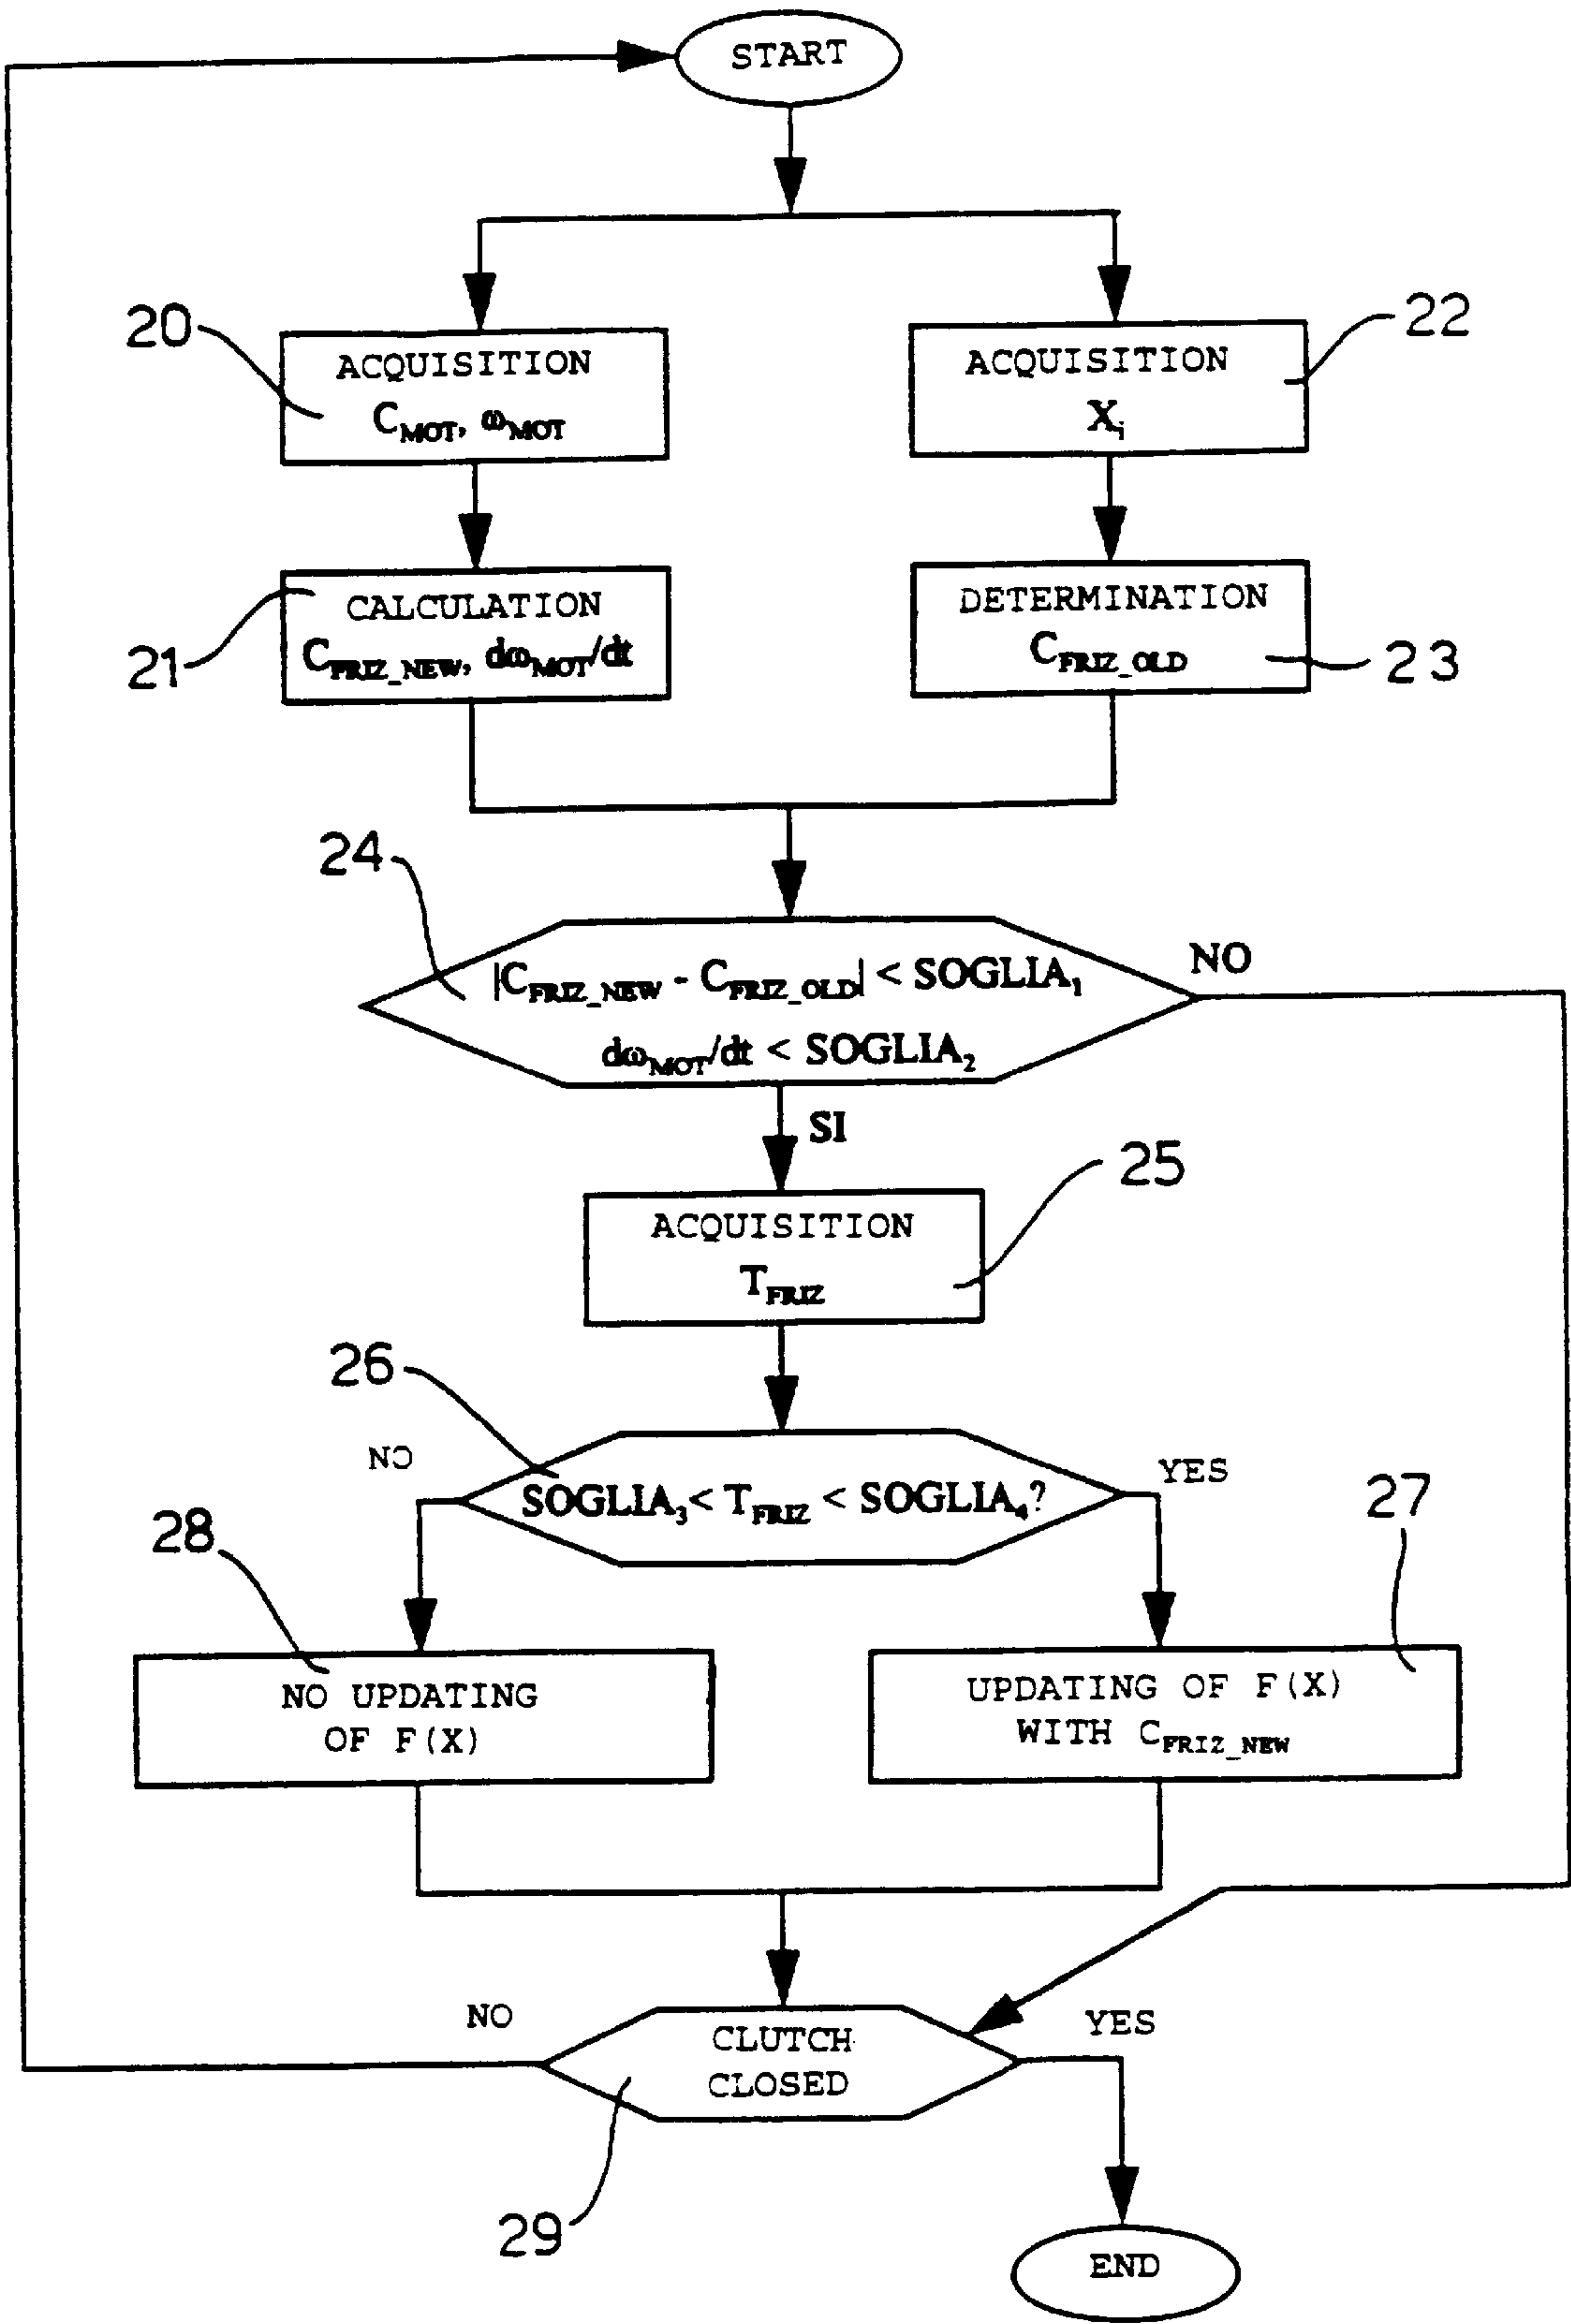 START
20
22
ACQUISITION
C_MOT, ω_MOT
ACQUISITION
X_i
21
23
CALCULATION
C_FRIZ_NEW, dω_MOT/dt
DETERMINATION
C_FRIZ_OLD
24
|C_FRIZ_NEW - C_FRIZ_OLD| < SOGLIA_1
dω_MOT/dt < SOGLIA_2
NO
SI
25
ACQUISITION
T_FRIZ
26
NO
SOGLIA_3 < T_FRIZ < SOGLIA_4?
YES
28
27
NO UPDATING
OF F(X)
UPDATING OF F(X)
WITH C_FRIZ_NEW
NO
CLUTCH
CLOSED
YES
29
END